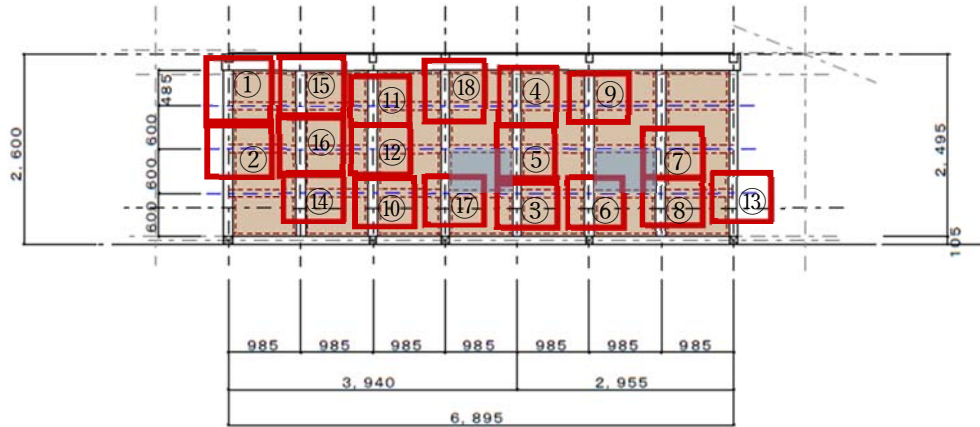 ① ⑮ ⑪ ⑱ ④ ⑨
② ⑯ ⑫ ⑤ ⑦
⑭ ⑩ ⑰ ③ ⑥ ⑧ ⑬
2,600
485
600
600
600
2,495
105
985 985 985 985 985 985 985
3,940 2,955
6,895